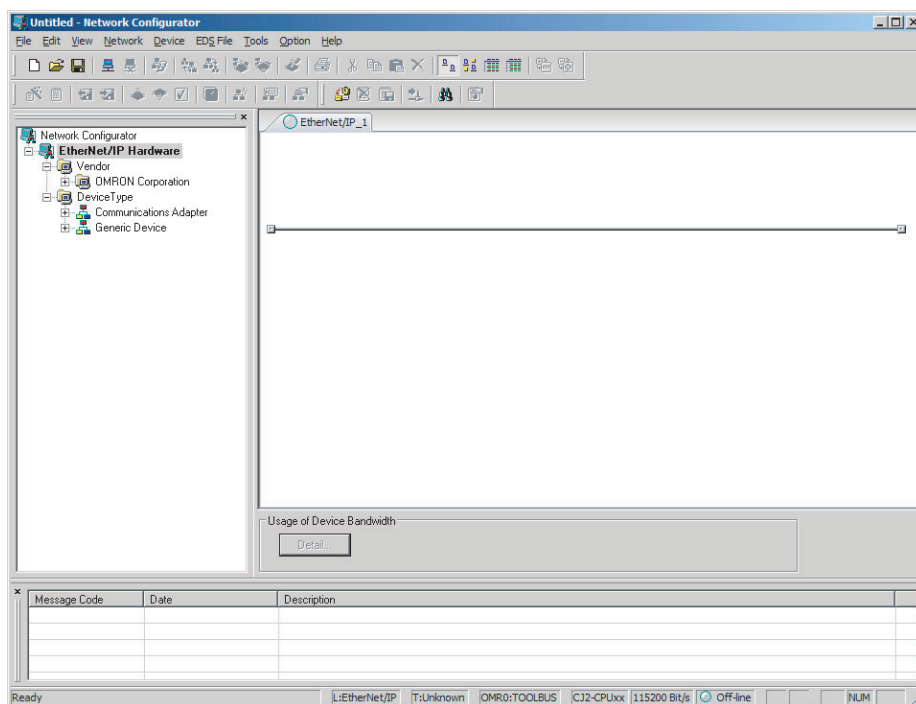 Untitled - Network Configurator
File Edit View Network Device EDS File Tools Option Help
Network Configurator
EtherNet/IP Hardware
Vendor
OMRON Corporation
DeviceType
Communications Adapter
Generic Device
EtherNet/IP_1
Usage of Device Bandwidth
Detail...
Message Code Date Description
Ready L:EtherNet/IP T:Unknown OMR0:TOOLBUS CJ2-CPUxx 115200 Bit/s Off-line NUM